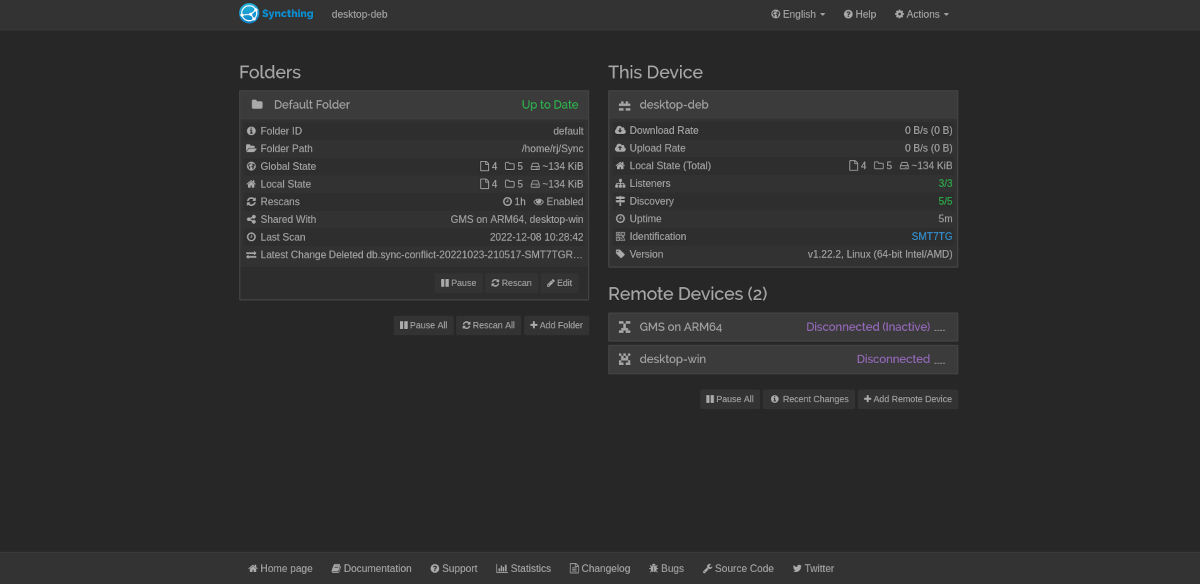 Syncthing desktop-deb English Help Actions
Folders
Default Folder Up to Date
Folder ID default
Folder Path /home/rj/Sync
Global State 4 5 ~134 KiB
Local State 4 5 ~134 KiB
Rescans 1h Enabled
Shared With GMS on ARM64, desktop-win
Last Scan 2022-12-08 10:28:42
Latest Change Deleted db.sync-conflict-20221023-210517-SMT7TGR...
Pause Rescan Edit
Pause All Rescan All Add Folder
This Device
desktop-deb
Download Rate 0 B/s (0 B)
Upload Rate 0 B/s (0 B)
Local State (Total) 4 5 ~134 KiB
Listeners 3/3
Discovery 5/5
Uptime 5m
Identification SMT7TG
Version v1.22.2, Linux (64-bit Intel/AMD)
Remote Devices (2)
GMS on ARM64 Disconnected (Inactive)
desktop-win Disconnected
Pause All Recent Changes Add Remote Device
Home page Documentation Support Statistics Changelog Bugs Source Code Twitter